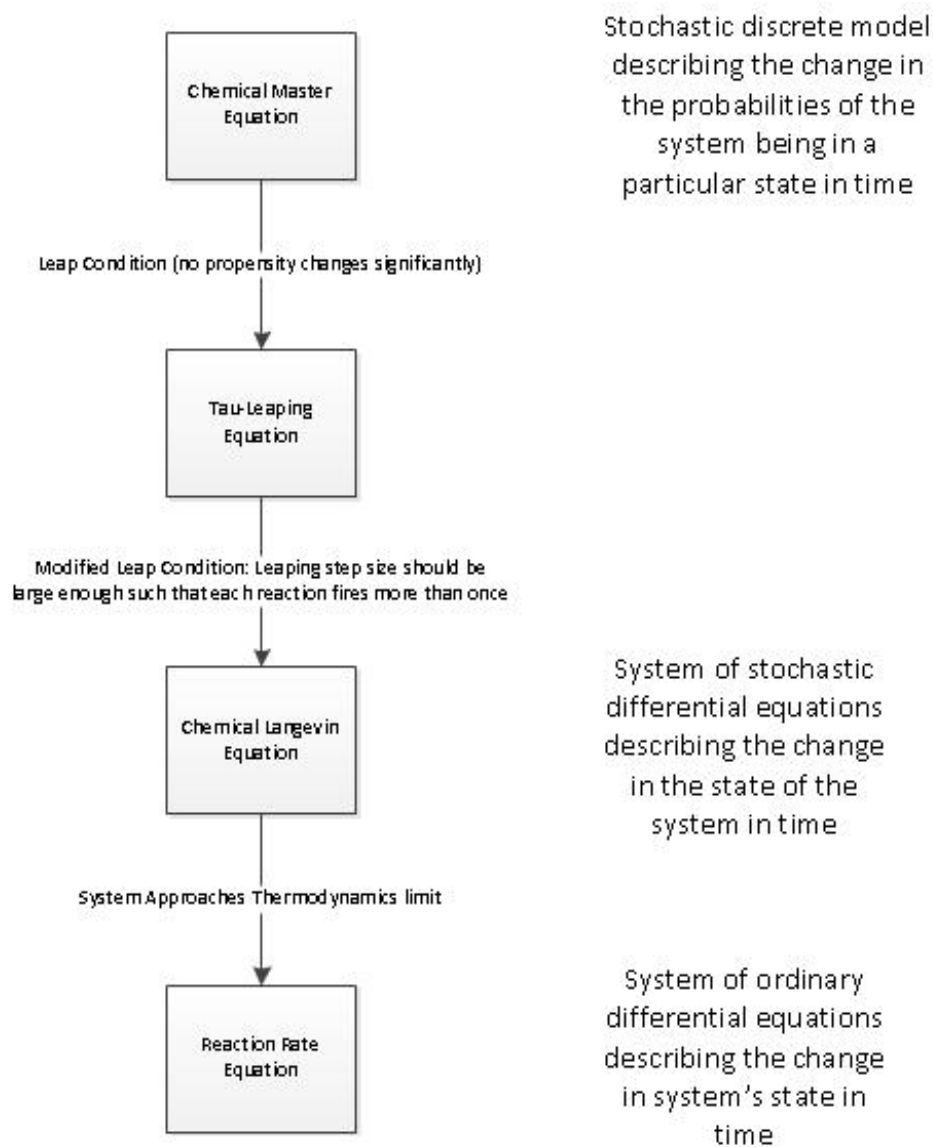 Stochastic discrete model
describing the change in
the probabilities of the
system being in a
particular state in time
Chemical Master
Equation
Leap Condition (no propensity changes significantly)
Tau-Leaping
Equation
Modified Leap Condition: Leaping step size should be
large enough such that each reaction fires more than once
System of stochastic
differential equations
describing the change
in the state of the
system in time
Chemical Langevin
Equation
System Approaches Thermodynamics limit
System of ordinary
differential equations
describing the change
in system's state in
time
Reaction Rate
Equation